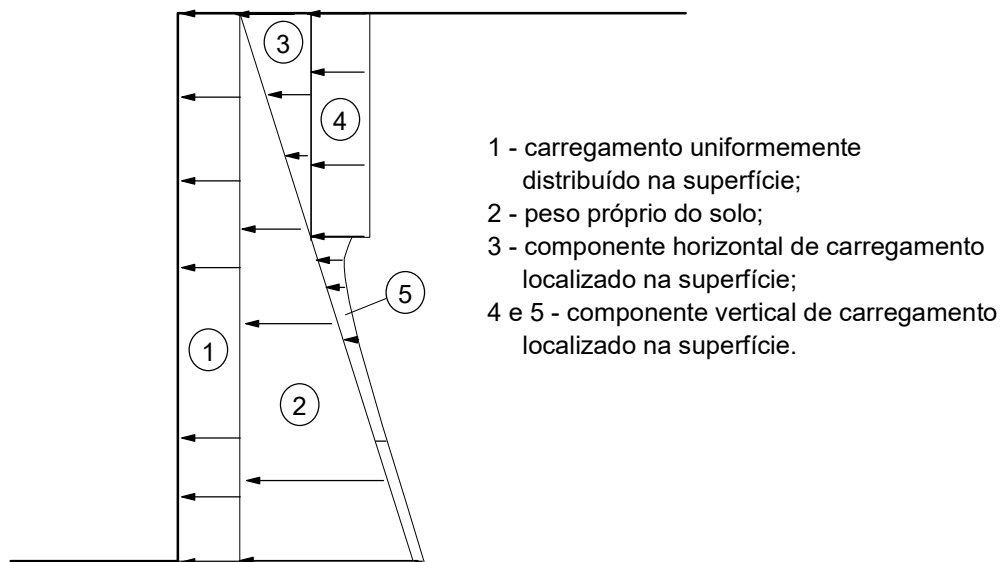 3
4
5
1
2
1 - carregamento uniformemente
distribuído na superfície;
2 - peso próprio do solo;
3 - componente horizontal de carregamento
localizado na superfície;
4 e 5 - componente vertical de carregamento
localizado na superfície.